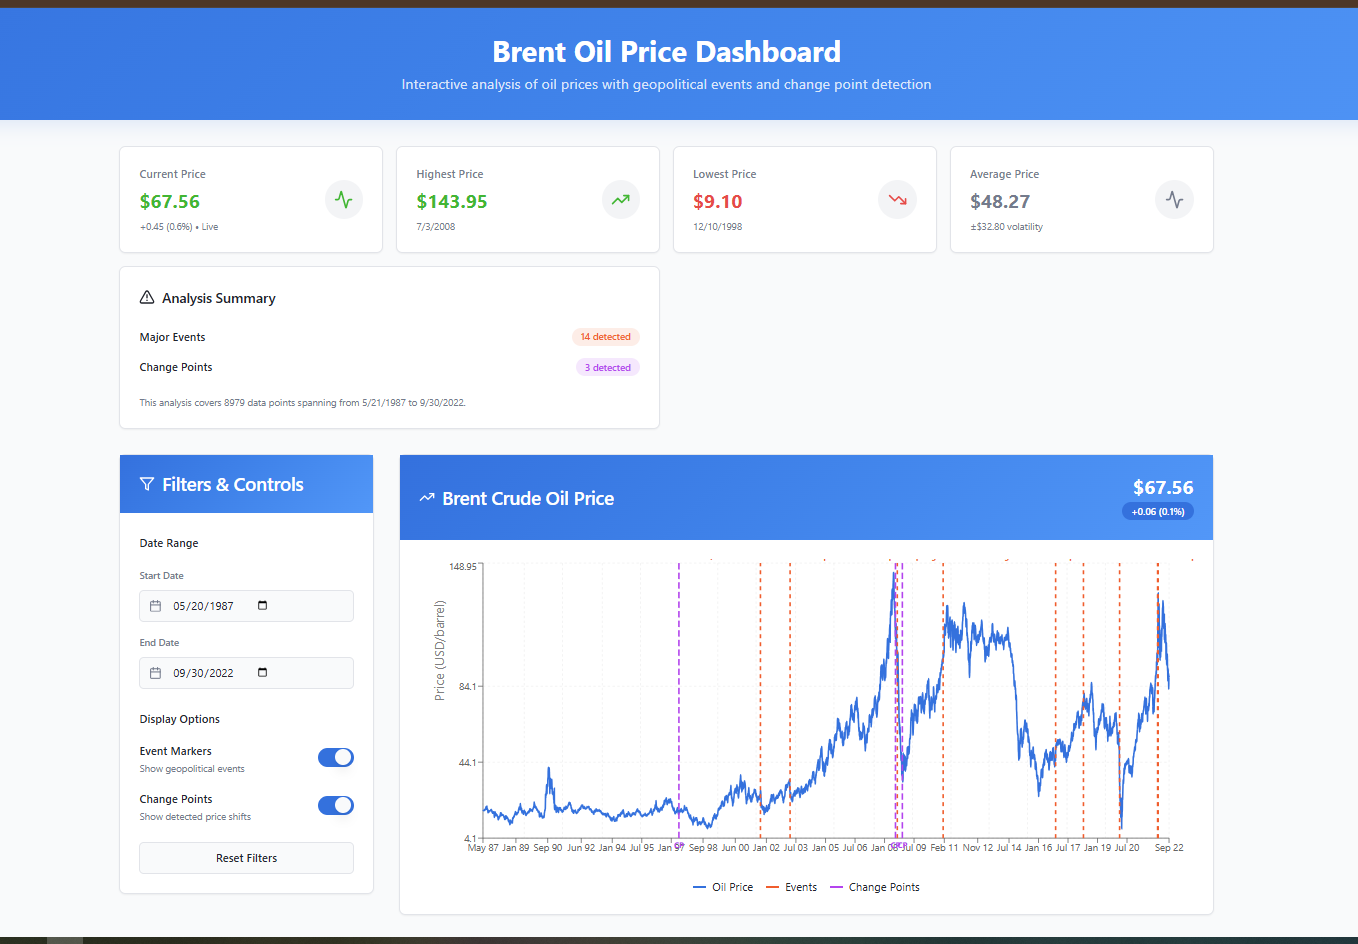 Brent Oil Price Dashboard
Interactive analysis of oil prices with geopolitical events and change point detection
Current Price
$67.56
+0.45 (0.6%) • Live
Highest Price
$143.95
7/3/2008
Lowest Price
$9.10
12/10/1998
Average Price
$48.27
±$32.80 volatility
Analysis Summary
Major Events
14 detected
Change Points
3 detected
This analysis covers 8979 data points spanning from 5/21/1987 to 9/30/2022.
Filters & Controls
Date Range
Start Date
05/20/1987
End Date
09/30/2022
Display Options
Event Markers
Show geopolitical events
Change Points
Show detected price shifts
Reset Filters
Brent Crude Oil Price
$67.56
+0.06 (0.1%)
Price (USD/barrel)
148.95
84.1
44.1
4.1
May 87 Jan 89 Sep 90 Jun 92 Jan 94 Jul 95 Jan 97 Sep 98 Jun 00 Jan 02 Jul 03 Jan 05 Jul 06 Jan 08 Jul 09 Feb 11 Nov 12 Jul 14 Jan 16 Jul 17 Jan 19 Jul 20 Sep 22
Oil Price Events Change Points